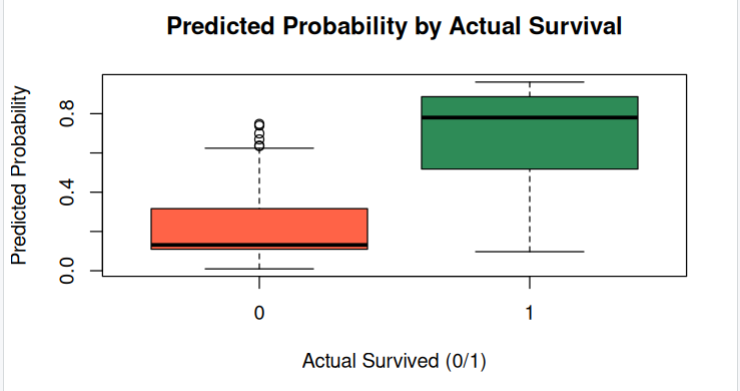 Predicted Probability by Actual Survival
Predicted Probability
0.8
0.4
0.0
0
1
Actual Survived (0/1)